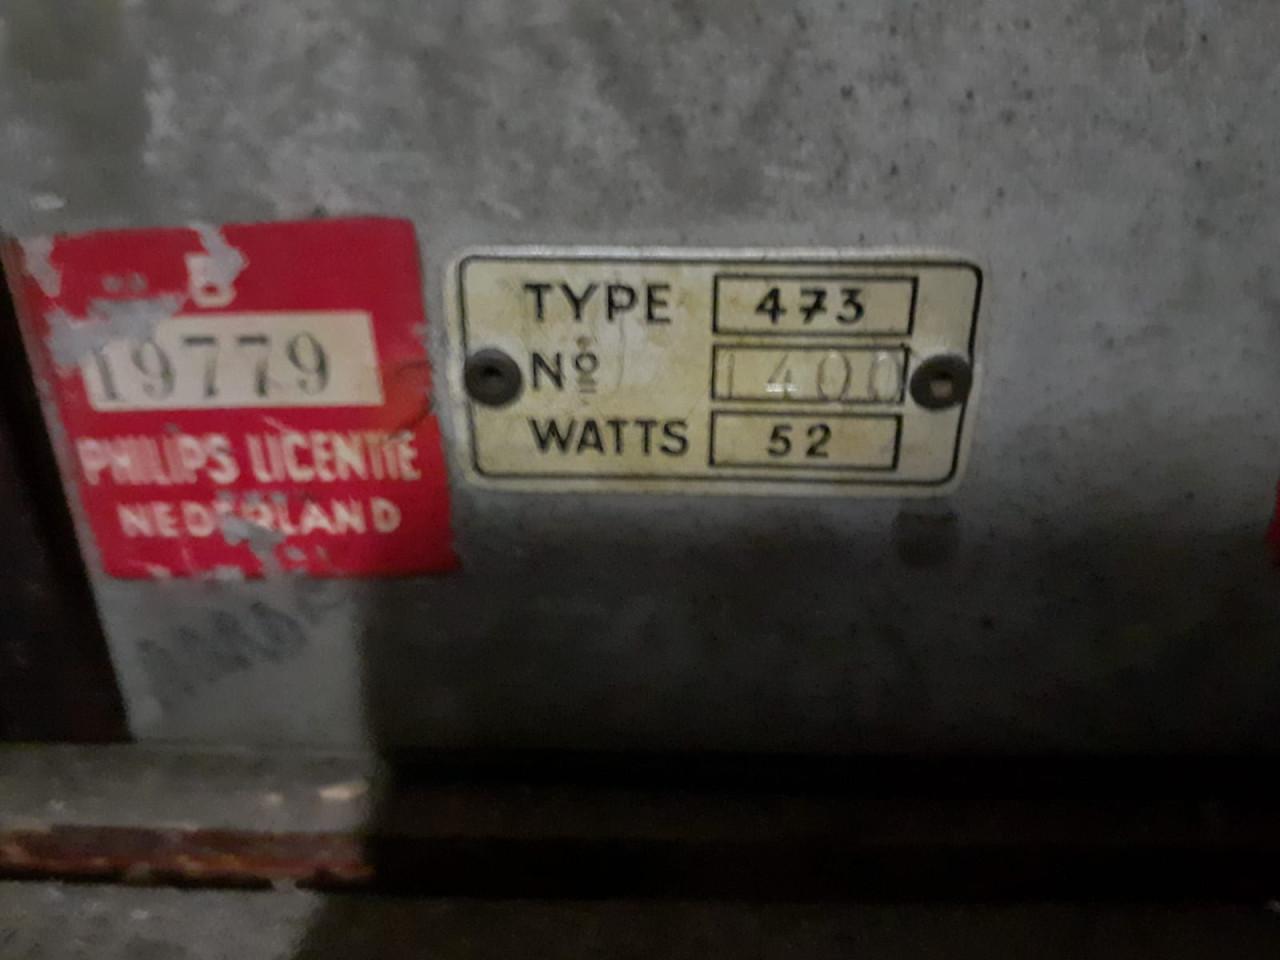 B
19779
PHILIPS LICENTIE
NEDERLAND
TYPE 473
Nº 1400
WATTS 52